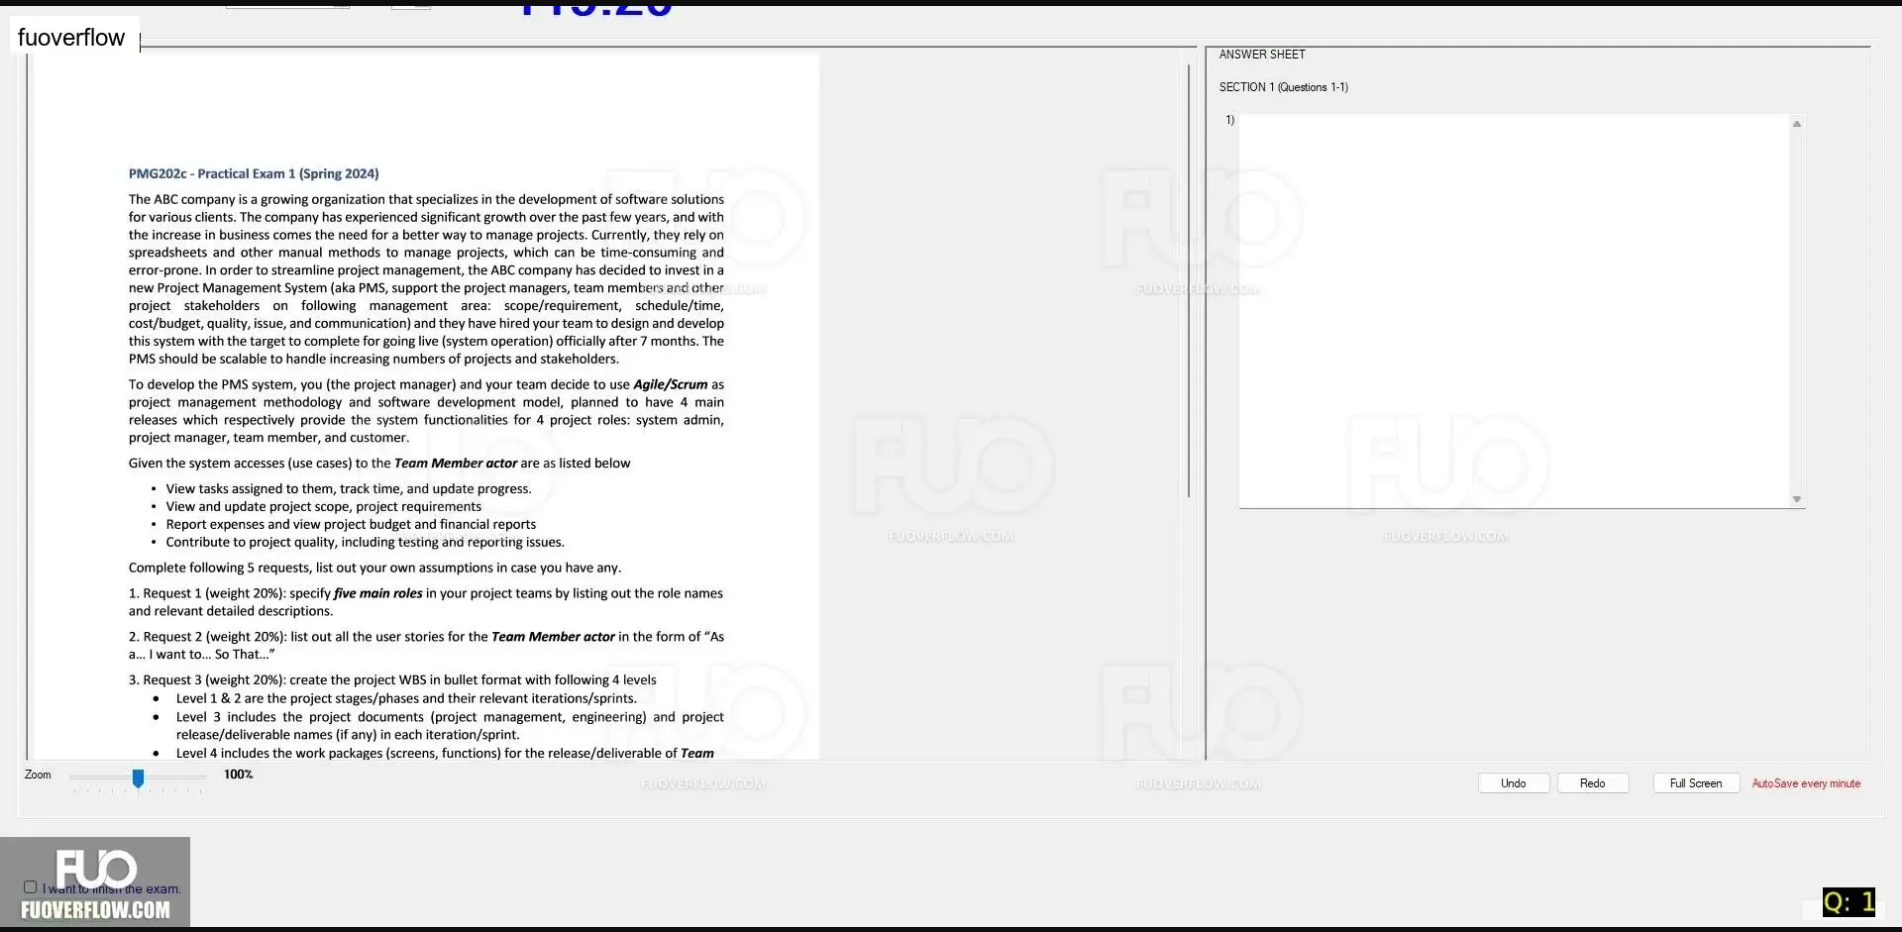 fuoverflow
PMG202c - Practical Exam 1 (Spring 2024)
The ABC company is a growing organization that specializes in the development of software solutions
for various clients. The company has experienced significant growth over the past few years, and with
the increase in business comes the need for a better way to manage projects. Currently, they rely on
spreadsheets and other manual methods to manage projects, which can be time-consuming and
error-prone. In order to streamline project management, the ABC company has decided to invest in a
new Project Management System (aka PMS, support the project managers, team members and other
project stakeholders on following management area: scope/requirement, schedule/time,
cost/budget, quality, issue, and communication) and they have hired your team to design and develop
this system with the target to complete for going live (system operation) officially after 7 months. The
PMS should be scalable to handle increasing numbers of projects and stakeholders.
To develop the PMS system, you (the project manager) and your team decide to use Agile/Scrum as
project management methodology and software development model, planned to have 4 main
releases which respectively provide the system functionalities for 4 project roles: system admin,
project manager, team member, and customer.
Given the system accesses (use cases) to the Team Member actor are as listed below
• View tasks assigned to them, track time, and update progress.
• View and update project scope, project requirements
• Report expenses and view project budget and financial reports
• Contribute to project quality, including testing and reporting issues.
Complete following 5 requests, list out your own assumptions in case you have any.
1. Request 1 (weight 20%): specify five main roles in your project teams by listing out the role names
and relevant detailed descriptions.
2. Request 2 (weight 20%): list out all the user stories for the Team Member actor in the form of “As
a... I want to... So That...”
3. Request 3 (weight 20%): create the project WBS in bullet format with following 4 levels
• Level 1 & 2 are the project stages/phases and their relevant iterations/sprints.
• Level 3 includes the project documents (project management, engineering) and project
release/deliverable names (if any) in each iteration/sprint.
• Level 4 includes the work packages (screens, functions) for the release/deliverable of Team
Zoom
100%
ANSWER SHEET
SECTION 1 (Questions 1-1)
1)
Undo
Redo
Full Screen
AutoSave every minute
FUO
I want to finish the exam.
FUOVERFLOW.COM
Q: 1
FUO
FUOVERFLOW.COM
FUO
FUOVERFLOW.COM
FUO
FUOVERFLOW.COM
FUO
FUOVERFLOW.COM
FUO
FUOVERFLOW.COM
FUO
FUOVERFLOW.COM